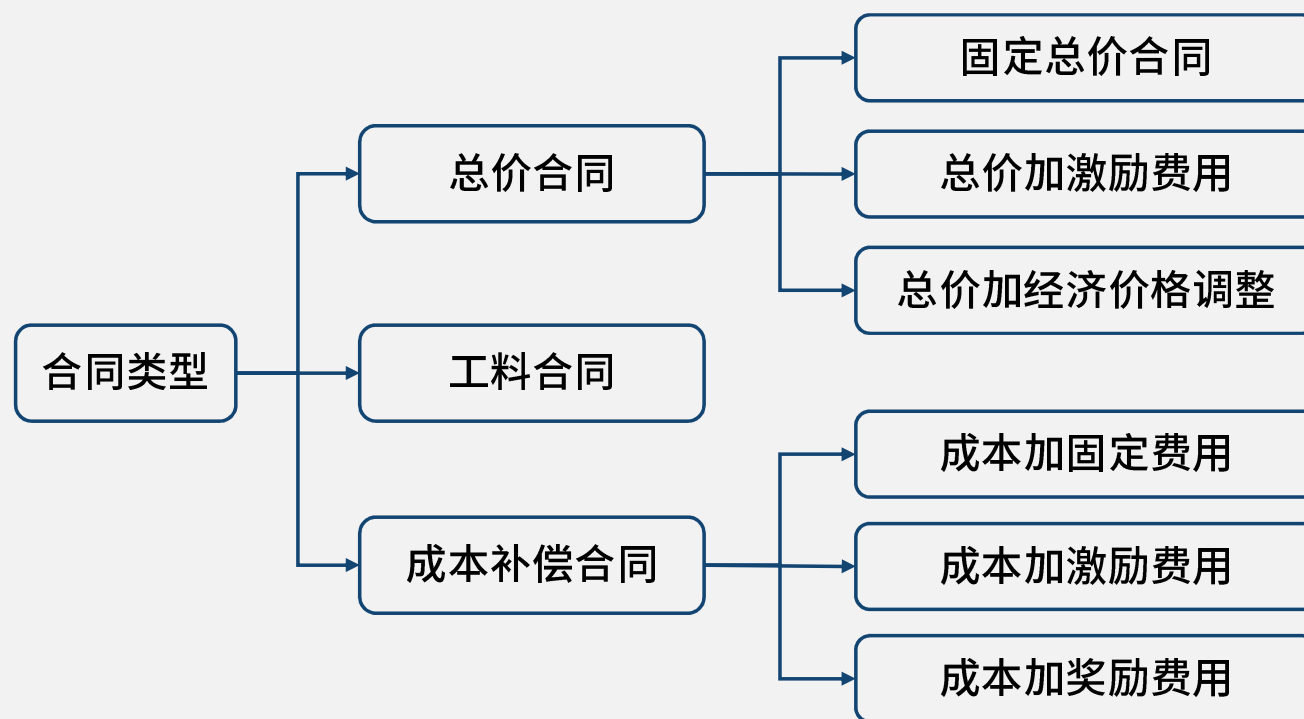 合同类型
总价合同
固定总价合同
总价加激励费用
总价加经济价格调整
工料合同
成本补偿合同
成本加固定费用
成本加激励费用
成本加奖励费用